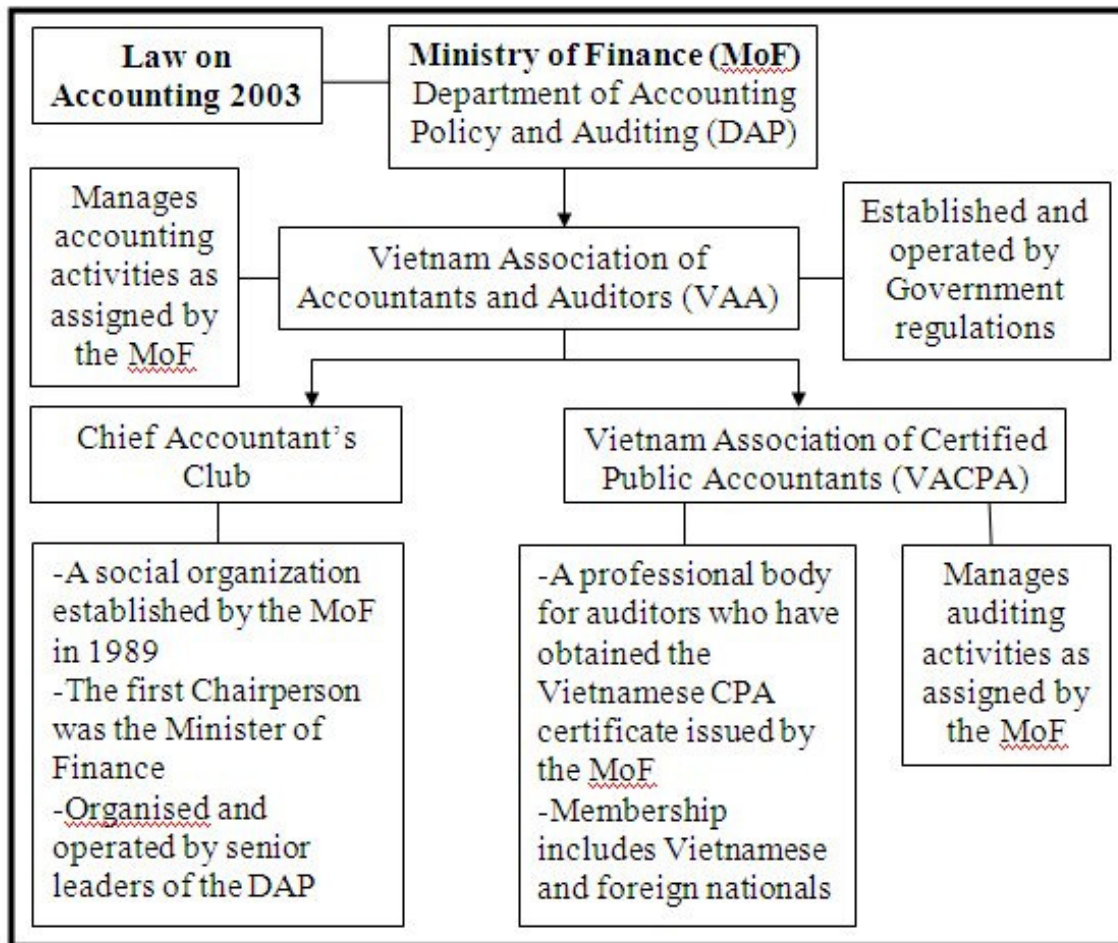 Law on
Accounting 2003
Ministry of Finance (MoF)
Department of Accounting
Policy and Auditing (DAP)
Manages
accounting
activities as
assigned by
the MoF
Vietnam Association of
Accountants and Auditors (VAA)
Established and
operated by
Government
regulations
Chief Accountant’s
Club
Vietnam Association of Certified
Public Accountants (VACPA)
-A social organization
established by the MoF
in 1989
-The first Chairperson
was the Minister of
Finance
-Organised and
operated by senior
leaders of the DAP
-A professional body
for auditors who have
obtained the
Vietnamese CPA
certificate issued by
the MoF
-Membership
includes Vietnamese
and foreign nationals
Manages
auditing
activities as
assigned by
the MoF